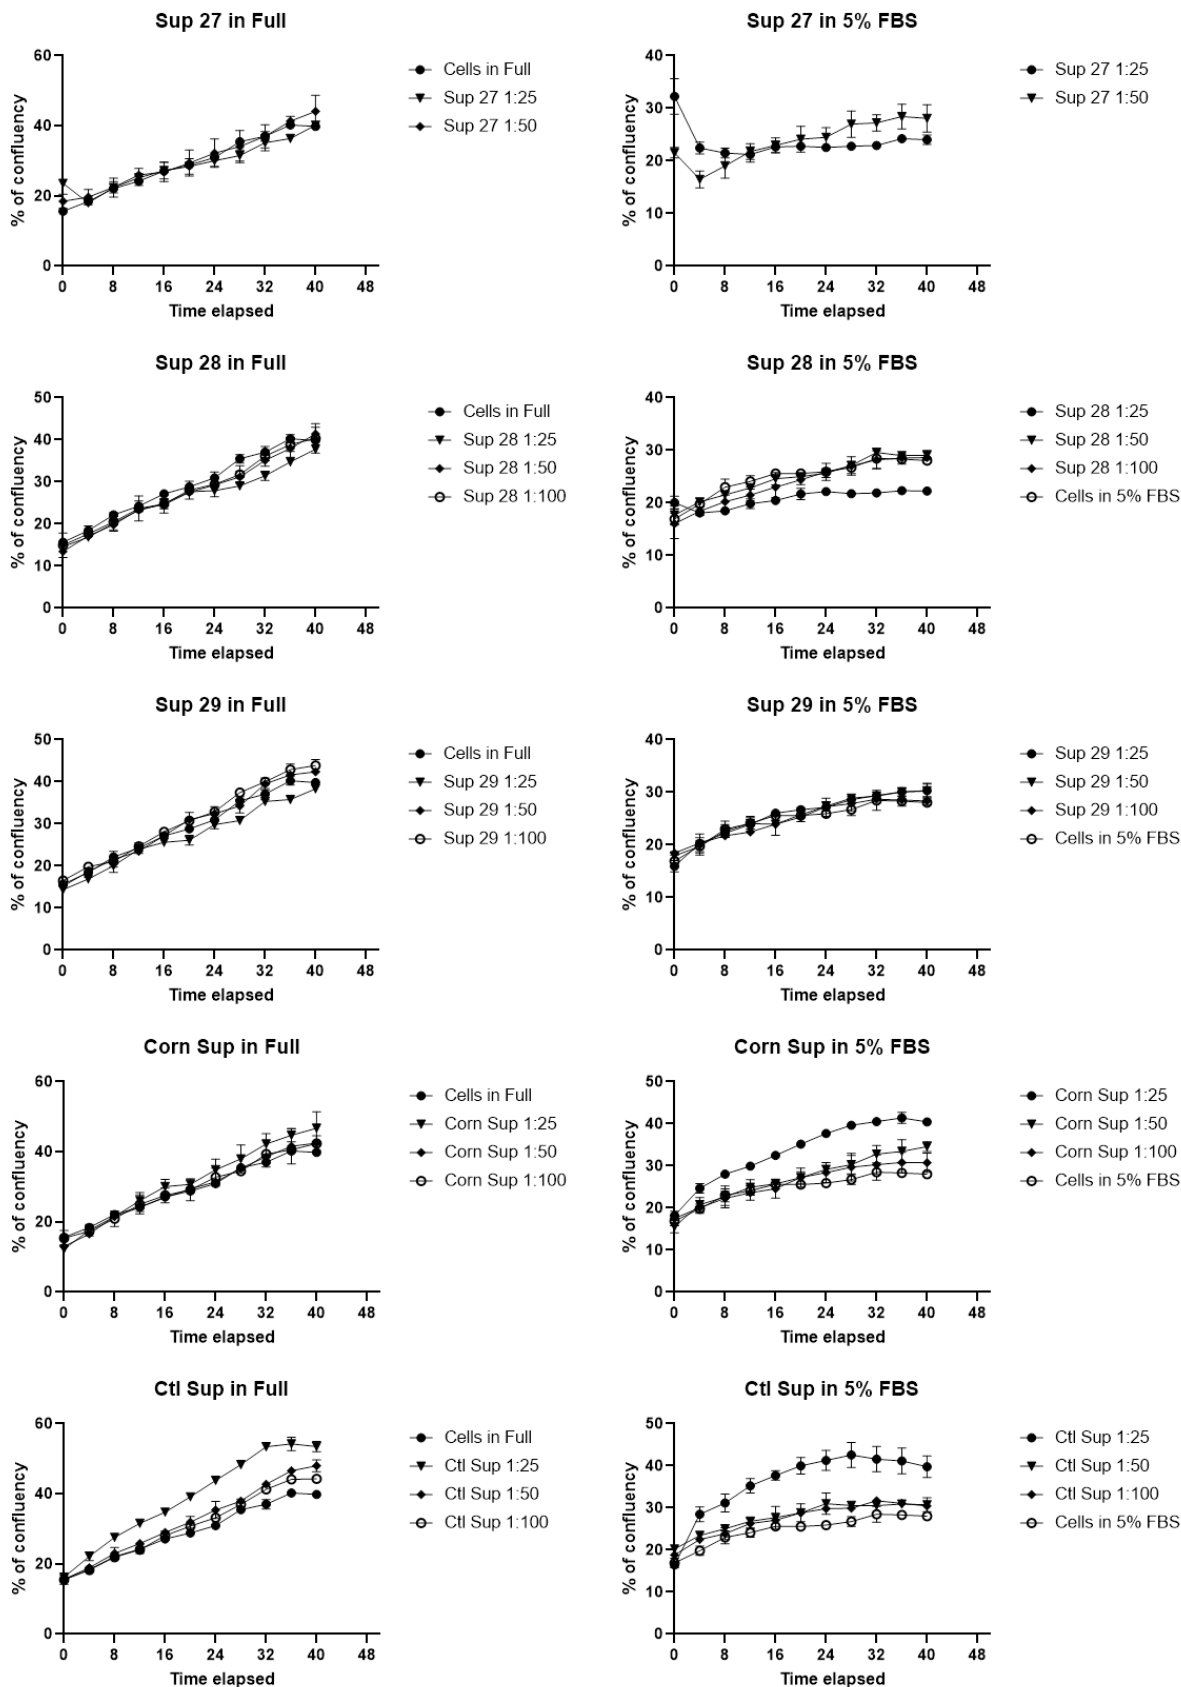 Sup 27 in Full
60
40
20
0
0 8 16 24 32 40 48
% of confluency
Time elapsed
Cells in Full
Sup 27 1:25
Sup 27 1:50
Sup 27 in 5% FBS
40
30
20
10
0
0 8 16 24 32 40 48
% of confluency
Time elapsed
Sup 27 1:25
Sup 27 1:50
Sup 28 in Full
50
40
30
20
10
0
0 8 16 24 32 40 48
% of confluency
Time elapsed
Cells in Full
Sup 28 1:25
Sup 28 1:50
Sup 28 1:100
Sup 28 in 5% FBS
40
30
20
10
0
0 8 16 24 32 40 48
% of confluency
Time elapsed
Sup 28 1:25
Sup 28 1:50
Sup 28 1:100
Cells in 5% FBS
Sup 29 in Full
50
40
30
20
10
0
0 8 16 24 32 40 48
% of confluency
Time elapsed
Cells in Full
Sup 29 1:25
Sup 29 1:50
Sup 29 1:100
Sup 29 in 5% FBS
40
30
20
10
0
0 8 16 24 32 40 48
% of confluency
Time elapsed
Sup 29 1:25
Sup 29 1:50
Sup 29 1:100
Cells in 5% FBS
Corn Sup in Full
60
40
20
0
0 8 16 24 32 40 48
% of confluency
Time elapsed
Cells in Full
Corn Sup 1:25
Corn Sup 1:50
Corn Sup 1:100
Corn Sup in 5% FBS
50
40
30
20
10
0
0 8 16 24 32 40 48
% of confluency
Time elapsed
Corn Sup 1:25
Corn Sup 1:50
Corn Sup 1:100
Cells in 5% FBS
Ctl Sup in Full
60
40
20
0
0 8 16 24 32 40 48
% of confluency
Time elapsed
Cells in Full
Ctl Sup 1:25
Ctl Sup 1:50
Ctl Sup 1:100
Ctl Sup in 5% FBS
50
40
30
20
10
0
0 8 16 24 32 40 48
% of confluency
Time elapsed
Ctl Sup 1:25
Ctl Sup 1:50
Ctl Sup 1:100
Cells in 5% FBS